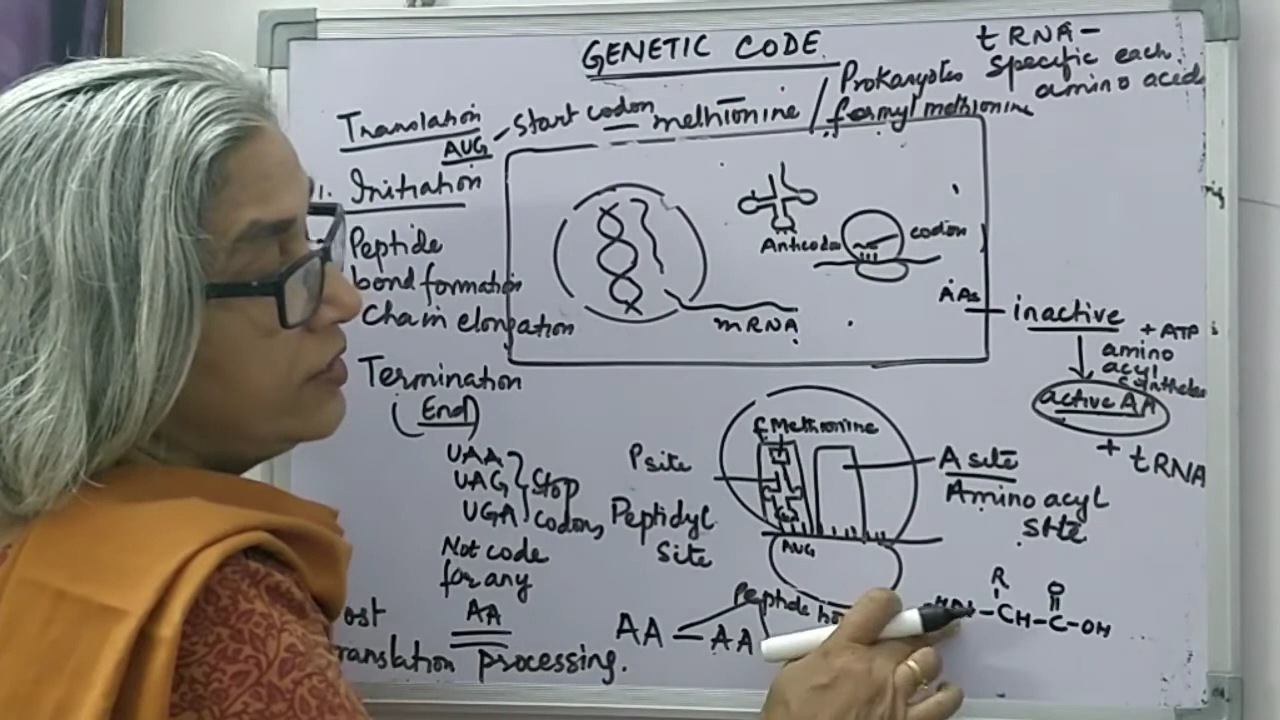 GENETIC CODE
tRNA -
specific each
amino acid
Translation
AUG - start codon methionine / Prokaryotes
formyl methionine
1. Initiation
Peptide
bond formation
Chain elongation
Termination
(End)
UAA
UAG
UGA
Stop
codons
Not code
for any
AA
processing.
Anticodon
codon
mRNA
AAs
inactive
+ ATP
amino
acyl
active AA
+ tRNA
f Methionine
P site
Peptidyl
site
A site
Amino acyl
site
AUG
AA - AA
Peptide
R
O
-CH-C-OH